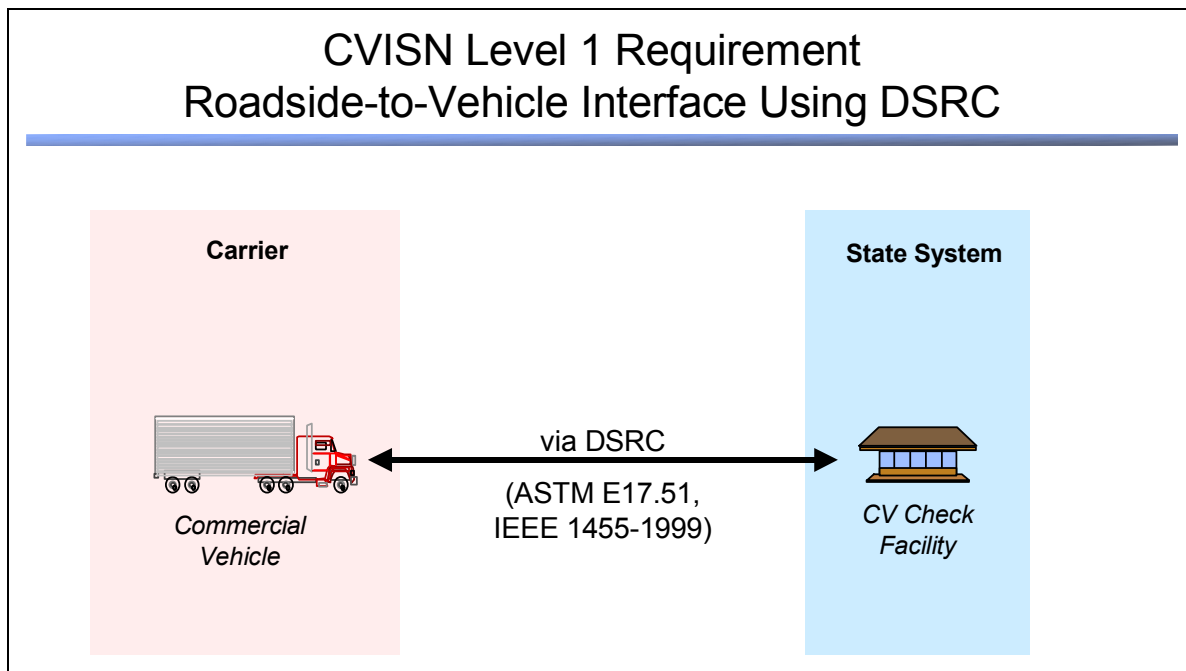 CVISN Level 1 Requirement
Roadside-to-Vehicle Interface Using DSRC
Carrier
State System
via DSRC
(ASTM E17.51,
IEEE 1455-1999)
Commercial
Vehicle
CV Check
Facility